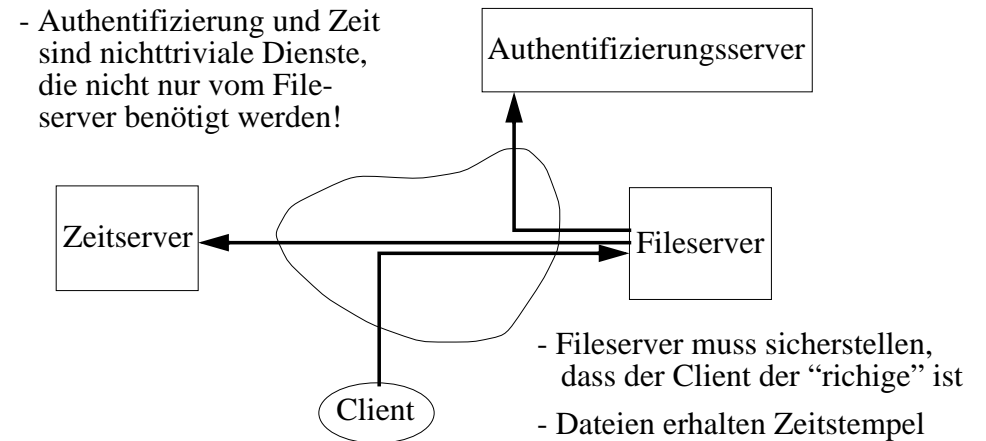 - Authentifizierung und Zeit
sind nichttriviale Dienste,
die nicht nur vom File-
server benötigt werden!
Authentifizierungsserver
Zeitserver
Fileserver
Client
- Fileserver muss sicherstellen,
dass der Client der “richige” ist
- Dateien erhalten Zeitstempel